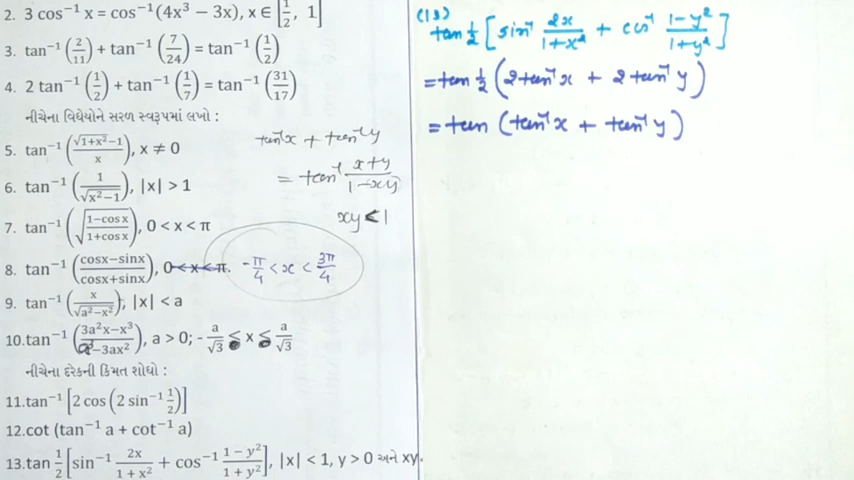 2. 3 cos⁻¹ x = cos⁻¹(4x³ − 3x), x ∈ [1/2, 1]
3. tan⁻¹ (2/11) + tan⁻¹ (7/24) = tan⁻¹ (1/2)
4. 2 tan⁻¹ (1/2) + tan⁻¹ (1/7) = tan⁻¹ (31/17)
નીચેના વિધેયોને સરળ સ્વરૂપમાં લખો :
5. tan⁻¹ ((√(1+x²)−1)/x), x ≠ 0
6. tan⁻¹ (1/√(x²−1)), |x| > 1
7. tan⁻¹ (√((1−cos x)/(1+cos x))), 0 < x < π
8. tan⁻¹ ((cosx−sinx)/(cosx+sinx)), 0 < x < π. -π/4 < x < 3π/4
9. tan⁻¹ (x/√(a²−x²)), |x| < a
10.tan⁻¹ ((3a²x−x³)/(a³−3ax²)), a > 0; -a/√3 ≤ x ≤ a/√3
નીચેના દરેકની કિંમત શોધો :
11.tan⁻¹ [2 cos (2 sin⁻¹ 1/2)]
12.cot (tan⁻¹ a + cot⁻¹ a)
13.tan 1/2 [sin⁻¹ 2x/(1+x²) + cos⁻¹ (1−y²)/(1+y²)], |x| < 1, y > 0 અને xy
tan⁻¹x + tan⁻¹y
= tan⁻¹ (x+y)/(1−xy)
xy < 1
(13)
tan 1/2 [sin⁻¹ 2x/(1+x²) + cos⁻¹ (1−y²)/(1+y²)]
= tan 1/2 (2tan⁻¹x + 2tan⁻¹y)
= tan (tan⁻¹x + tan⁻¹y)